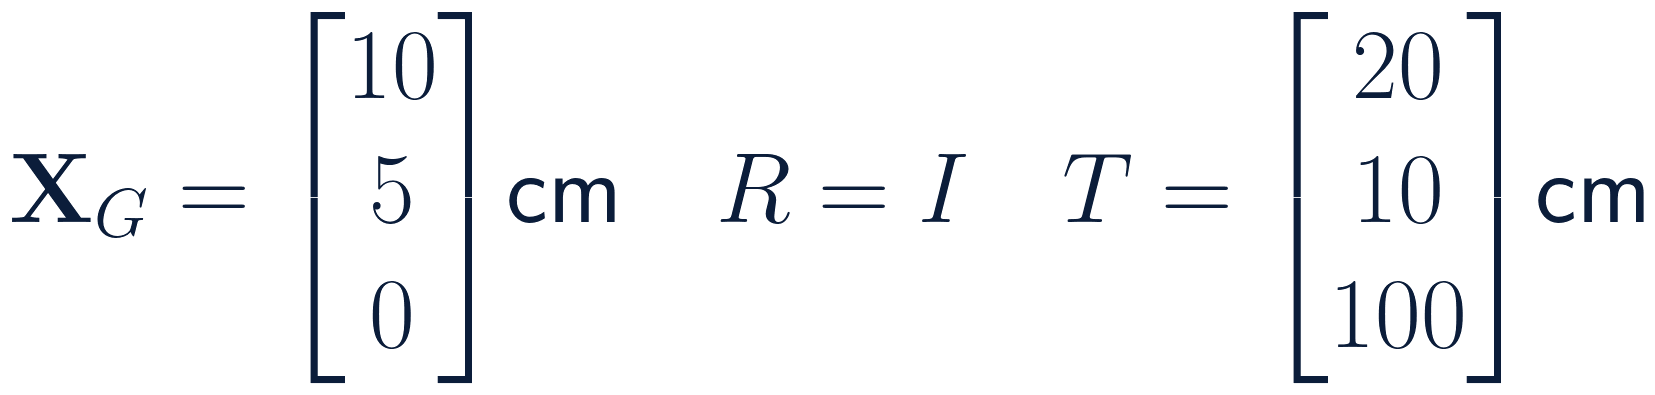 X_G = [10 5 0] cm R = I T = [20 10 100] cm